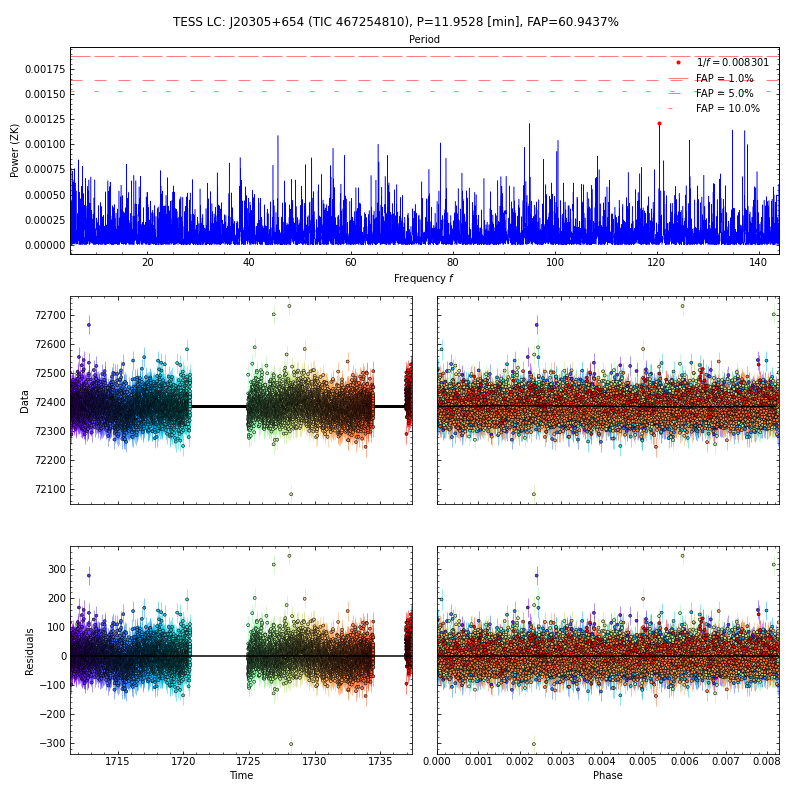 TESS LC: J20305+654 (TIC 467254810), P=11.9528 [min], FAP=60.9437%
Period
Power (ZK)
0.00175
0.00150
0.00125
0.00100
0.00075
0.00050
0.00025
0.00000
1/f = 0.008301
FAP = 1.0%
FAP = 5.0%
FAP = 10.0%
20 40 60 80 100 120 140
Frequency f
Data
72700
72600
72500
72400
72300
72200
72100
Residuals
300
200
100
0
−100
−200
−300
1715 1720 1725 1730 1735
Time
0.000 0.001 0.002 0.003 0.004 0.005 0.006 0.007 0.008
Phase